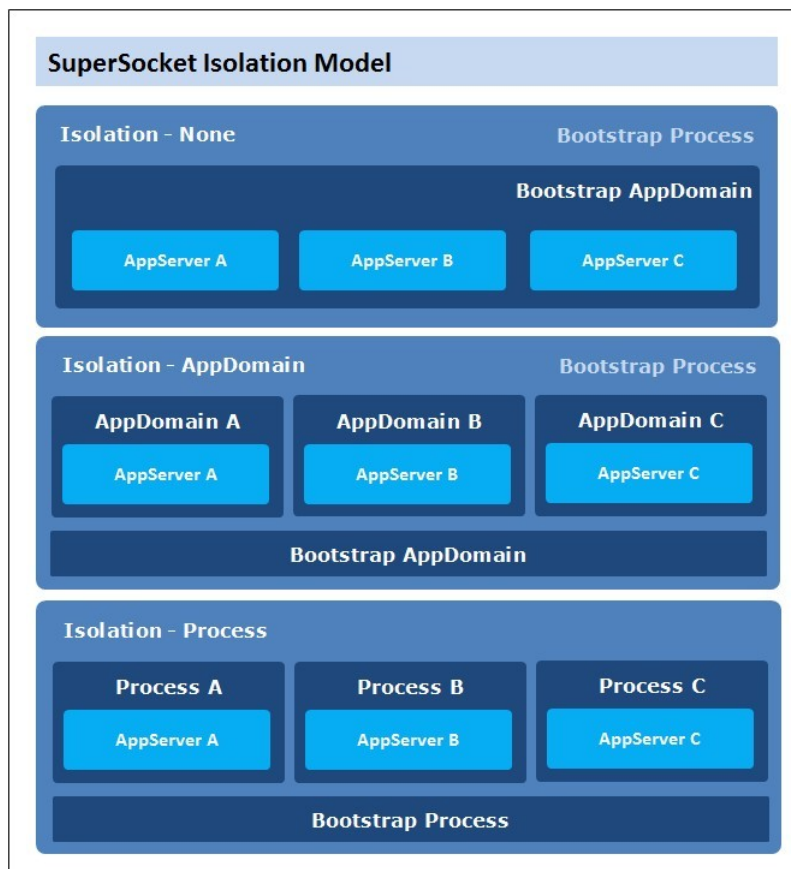 SuperSocket Isolation Model
Isolation - None
Bootstrap Process
Bootstrap AppDomain
AppServer A
AppServer B
AppServer C
Isolation - AppDomain
Bootstrap Process
AppDomain A
AppDomain B
AppDomain C
AppServer A
AppServer B
AppServer C
Bootstrap AppDomain
Isolation - Process
Process A
Process B
Process C
AppServer A
AppServer B
AppServer C
Bootstrap Process